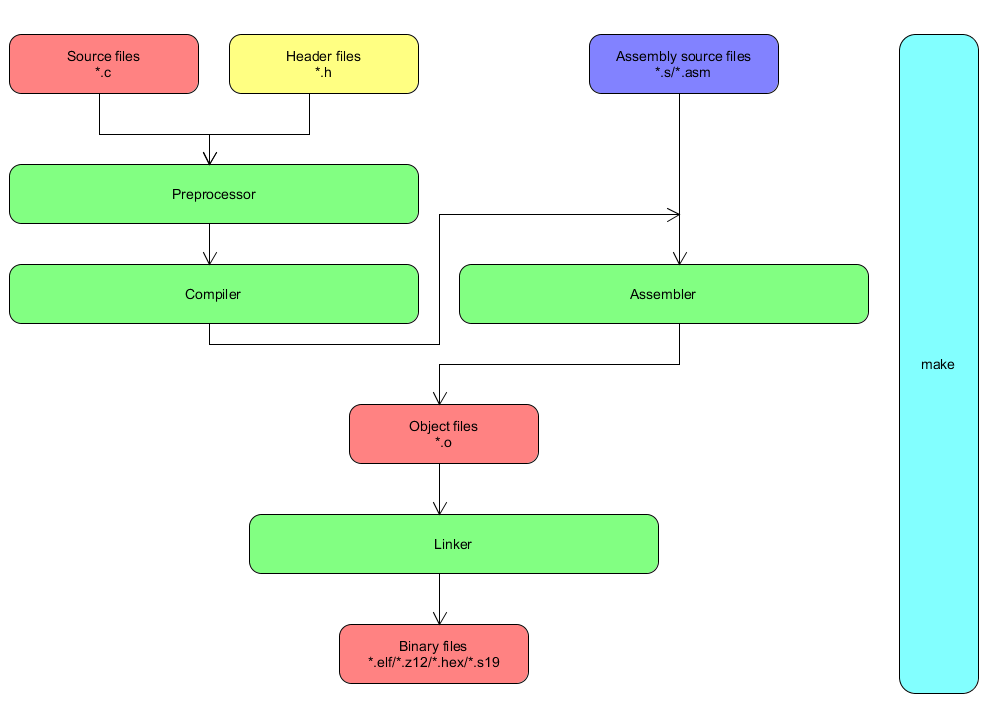 Source files
*.c
Header files
*.h
Assembly source files
*.s/*.asm
Preprocessor
Compiler
Assembler
make
Object files
*.o
Linker
Binary files
*.elf/*.z12/*.hex/*.s19